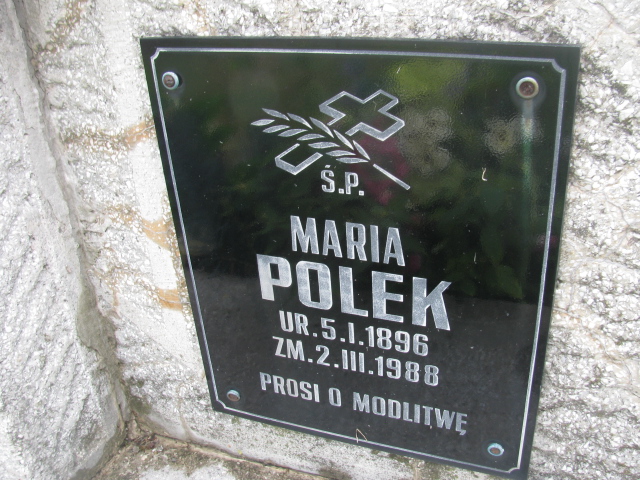 Ś.P.
MARIA
POLEK
UR. 5.I.1896
ZM. 2.III.1988
PROSI O MODLITWĘ